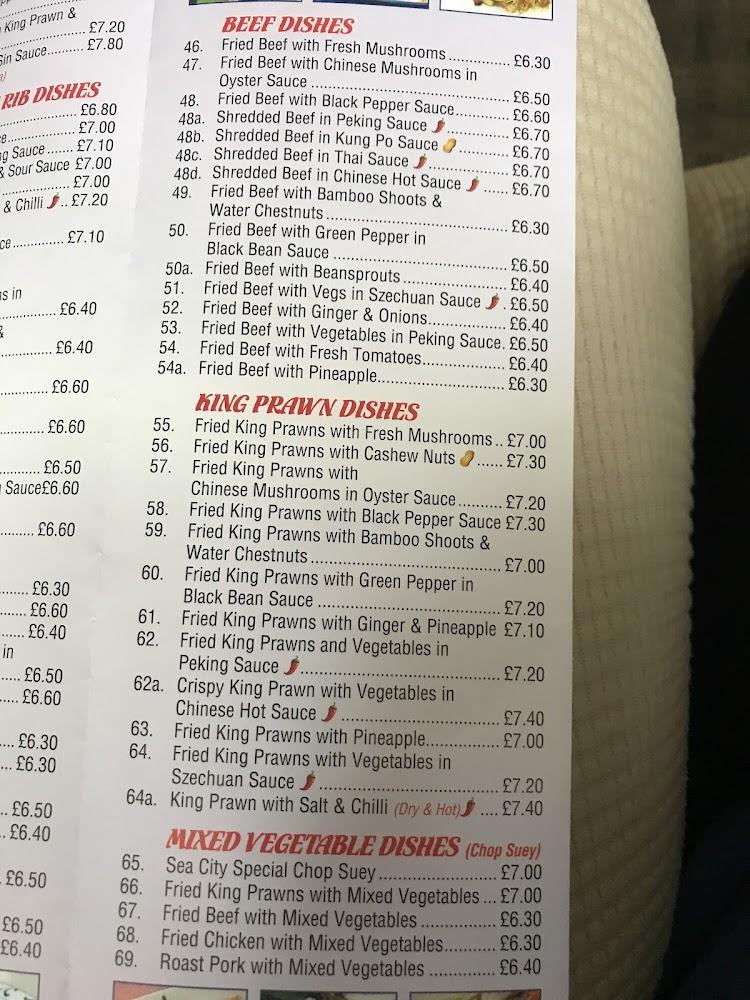 King Prawn &
£7.20
Sin Sauce......... £7.80
RIB DISHES
£6.80
£7.00
Sauce....... £7.10
& Sour Sauce £7.00
£7.00
& Chilli .. £7.20
£7.10
in
£6.40
&
£6.40
£6.60
£6.60
£6.50
Sauce£6.60
£6.60
£6.30
£6.60
£6.40
in
£6.50
£6.60
£6.30
£6.30
£6.50
£6.40
£6.50
£6.50
£6.40
BEEF DISHES
46. Fried Beef with Fresh Mushrooms .............. £6.30
47. Fried Beef with Chinese Mushrooms in
Oyster Sauce ............................................ £6.50
48. Fried Beef with Black Pepper Sauce............ £6.60
48a. Shredded Beef in Peking Sauce ............... £6.70
48b. Shredded Beef in Kung Po Sauce ............. £6.70
48c. Shredded Beef in Thai Sauce ................... £6.70
48d. Shredded Beef in Chinese Hot Sauce ...... £6.70
49. Fried Beef with Bamboo Shoots &
Water Chestnuts ........................................ £6.30
50. Fried Beef with Green Pepper in
Black Bean Sauce ...................................... £6.50
50a. Fried Beef with Beansprouts ...................... £6.40
51. Fried Beef with Vegs in Szechuan Sauce . £6.50
52. Fried Beef with Ginger & Onions................. £6.40
53. Fried Beef with Vegetables in Peking Sauce. £6.50
54. Fried Beef with Fresh Tomatoes.................. £6.40
54a. Fried Beef with Pineapple........................... £6.30
KING PRAWN DISHES
55. Fried King Prawns with Fresh Mushrooms .. £7.00
56. Fried King Prawns with Cashew Nuts ...... £7.30
57. Fried King Prawns with
Chinese Mushrooms in Oyster Sauce .......... £7.20
58. Fried King Prawns with Black Pepper Sauce £7.30
59. Fried King Prawns with Bamboo Shoots &
Water Chestnuts ........................................ £7.00
60. Fried King Prawns with Green Pepper in
Black Bean Sauce ...................................... £7.20
61. Fried King Prawns with Ginger & Pineapple £7.10
62. Fried King Prawns and Vegetables in
Peking Sauce ......................................... £7.20
62a. Crispy King Prawn with Vegetables in
Chinese Hot Sauce ................................. £7.40
63. Fried King Prawns with Pineapple............... £7.00
64. Fried King Prawns with Vegetables in
Szechuan Sauce ..................................... £7.20
64a. King Prawn with Salt & Chilli (Dry & Hot) .... £7.40
MIXED VEGETABLE DISHES (Chop Suey)
65. Sea City Special Chop Suey ........................ £7.00
66. Fried King Prawns with Mixed Vegetables ... £7.00
67. Fried Beef with Mixed Vegetables ............... £6.30
68. Fried Chicken with Mixed Vegetables.......... £6.30
69. Roast Pork with Mixed Vegetables .............. £6.40